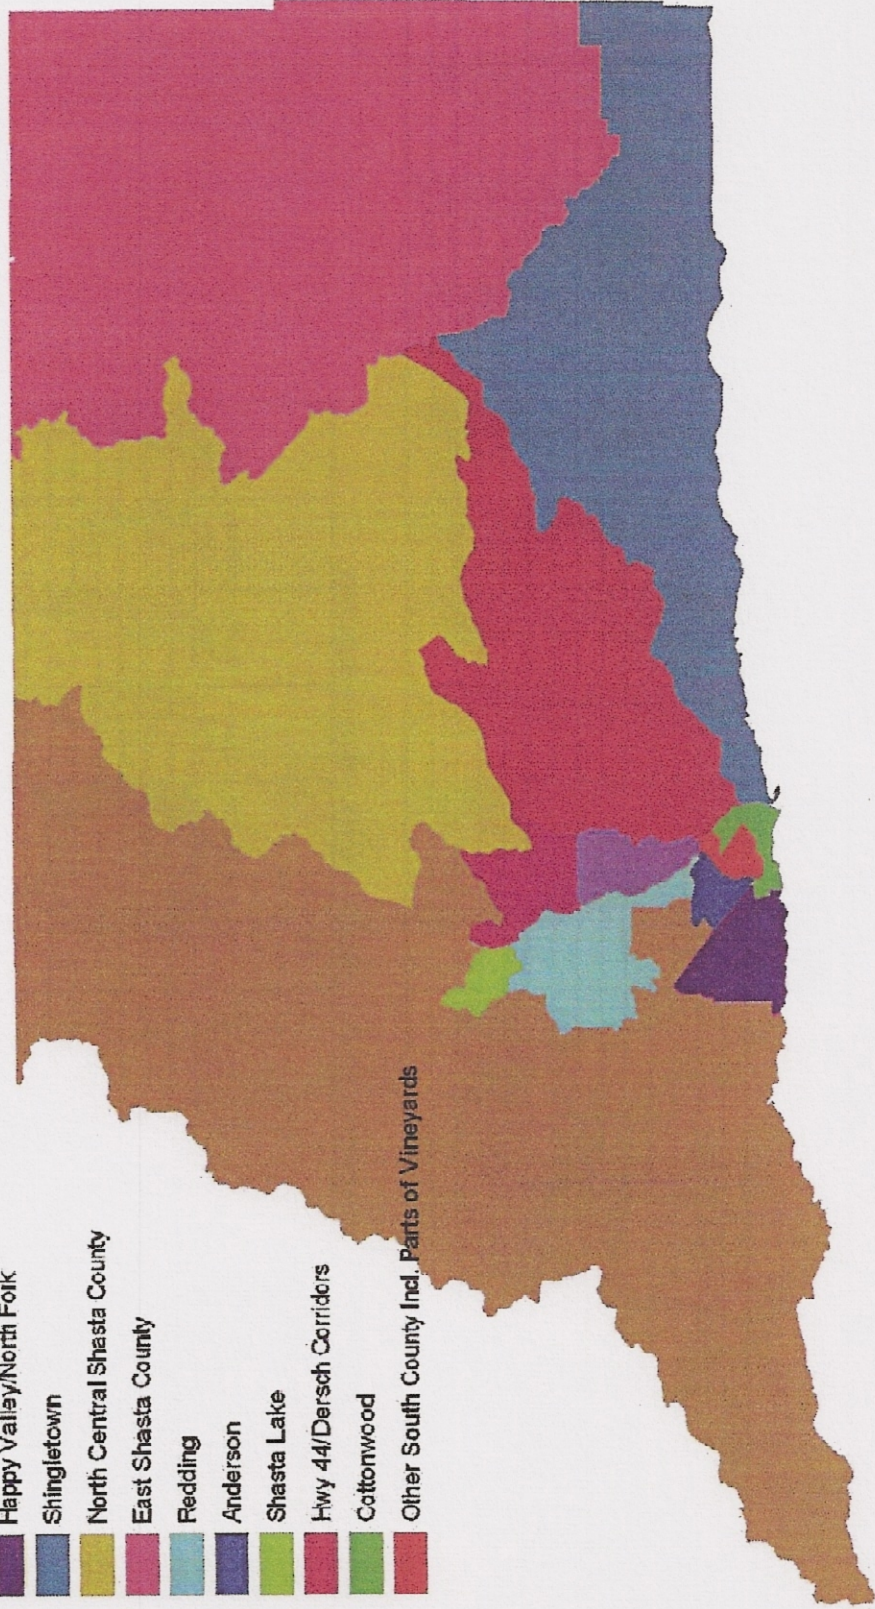 Happy Valley/North Fork
Shingletown
North Central Shasta County
East Shasta County
Redding
Anderson
Shasta Lake
Hwy 44/Dersch Corridors
Cottonwood
Other South County Incl. Parts of Vineyards